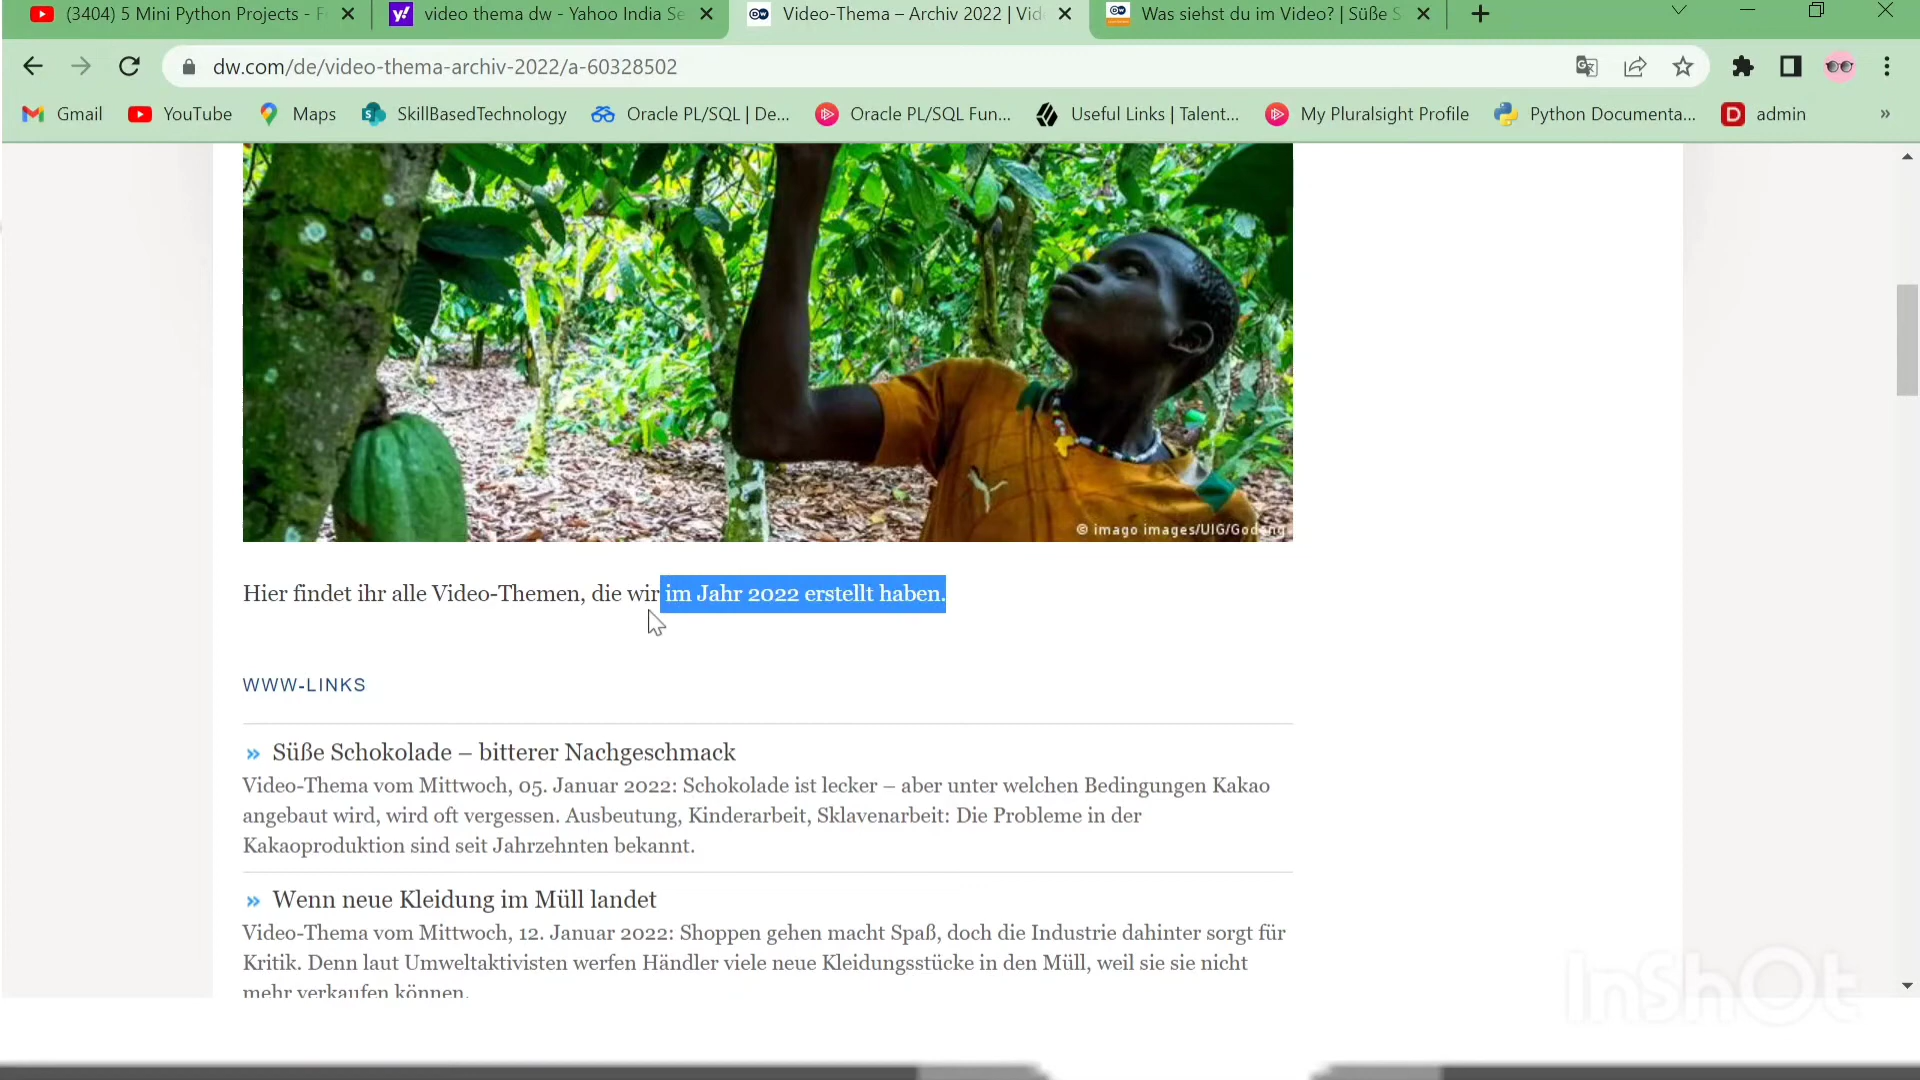 (3404) 5 Mini Python Projects -
video thema dw - Yahoo India Se
Video-Thema – Archiv 2022 | Vid
Was siehst du im Video? | Süße S
dw.com/de/video-thema-archiv-2022/a-60328502
Gmail
YouTube
Maps
SkillBasedTechnology
Oracle PL/SQL | De...
Oracle PL/SQL Fun...
Useful Links | Talent...
My Pluralsight Profile
Python Documenta...
admin
© imago images/UIG/Godong
Hier findet ihr alle Video-Themen, die wir im Jahr 2022 erstellt haben.
WWW-LINKS
» Süße Schokolade – bitterer Nachgeschmack
Video-Thema vom Mittwoch, 05. Januar 2022: Schokolade ist lecker – aber unter welchen Bedingungen Kakao
angebaut wird, wird oft vergessen. Ausbeutung, Kinderarbeit, Sklavenarbeit: Die Probleme in der
Kakaoproduktion sind seit Jahrzehnten bekannt.
» Wenn neue Kleidung im Müll landet
Video-Thema vom Mittwoch, 12. Januar 2022: Shoppen gehen macht Spaß, doch die Industrie dahinter sorgt für
Kritik. Denn laut Umweltaktivisten werfen Händler viele neue Kleidungsstücke in den Müll, weil sie sie nicht
mehr verkaufen können.
InShOt